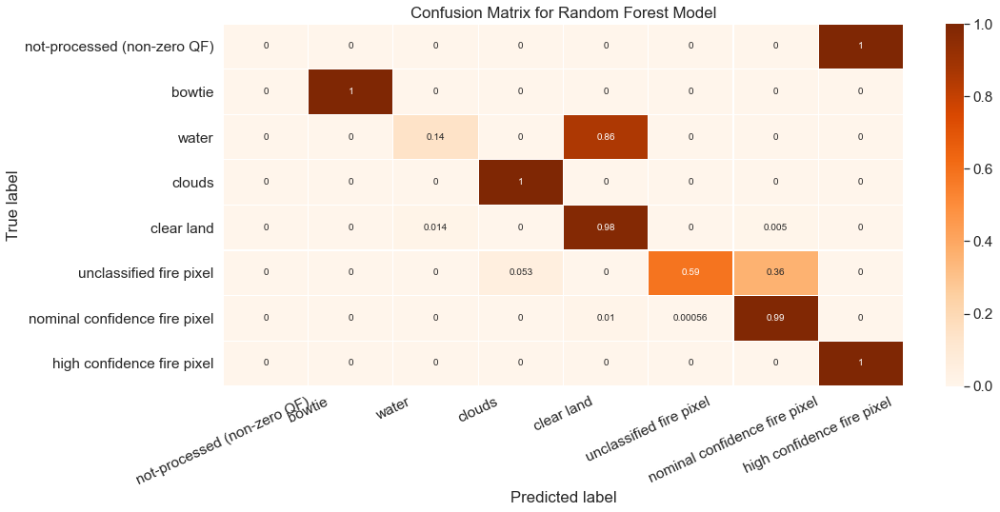 Confusion Matrix for Random Forest Model
True label
not-processed (non-zero QF) 0 0 0 0 0 0 0 1
bowtie 0 1 0 0 0 0 0 0
water 0 0 0.14 0 0.86 0 0 0
clouds 0 0 0 1 0 0 0 0
clear land 0 0 0.014 0 0.98 0 0.005 0
unclassified fire pixel 0 0 0 0.053 0 0.59 0.36 0
nominal confidence fire pixel 0 0 0 0 0.01 0.00056 0.99 0
high confidence fire pixel 0 0 0 0 0 0 0 1
not-processed (non-zero QF)
bowtie
water
clouds
clear land
unclassified fire pixel
nominal confidence fire pixel
high confidence fire pixel
Predicted label
1.0
0.8
0.6
0.4
0.2
0.0